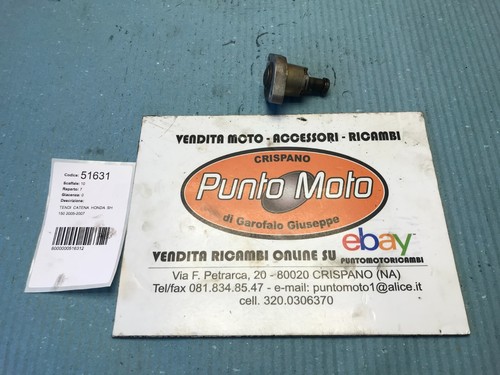 Codice: 51631
Scaffale: 10
Reparto: F
Giacenza: 0
Descrizione:
TENDI CATENA HONDA SH
150 2005-2007
VENDITA MOTO - ACCESSORI - RICAMBI
CRISPANO
Punto Moto
di Garofalo Giuseppe
VENDITA RICAMBI ONLINE SU ebay
PUNTOMOTORICAMBI
Via F. Petrarca, 20 - 80020 CRISPANO (NA)
Tel/fax 081.834.85.47 - e-mail: puntomoto1@alice.it
cell. 320.0306370